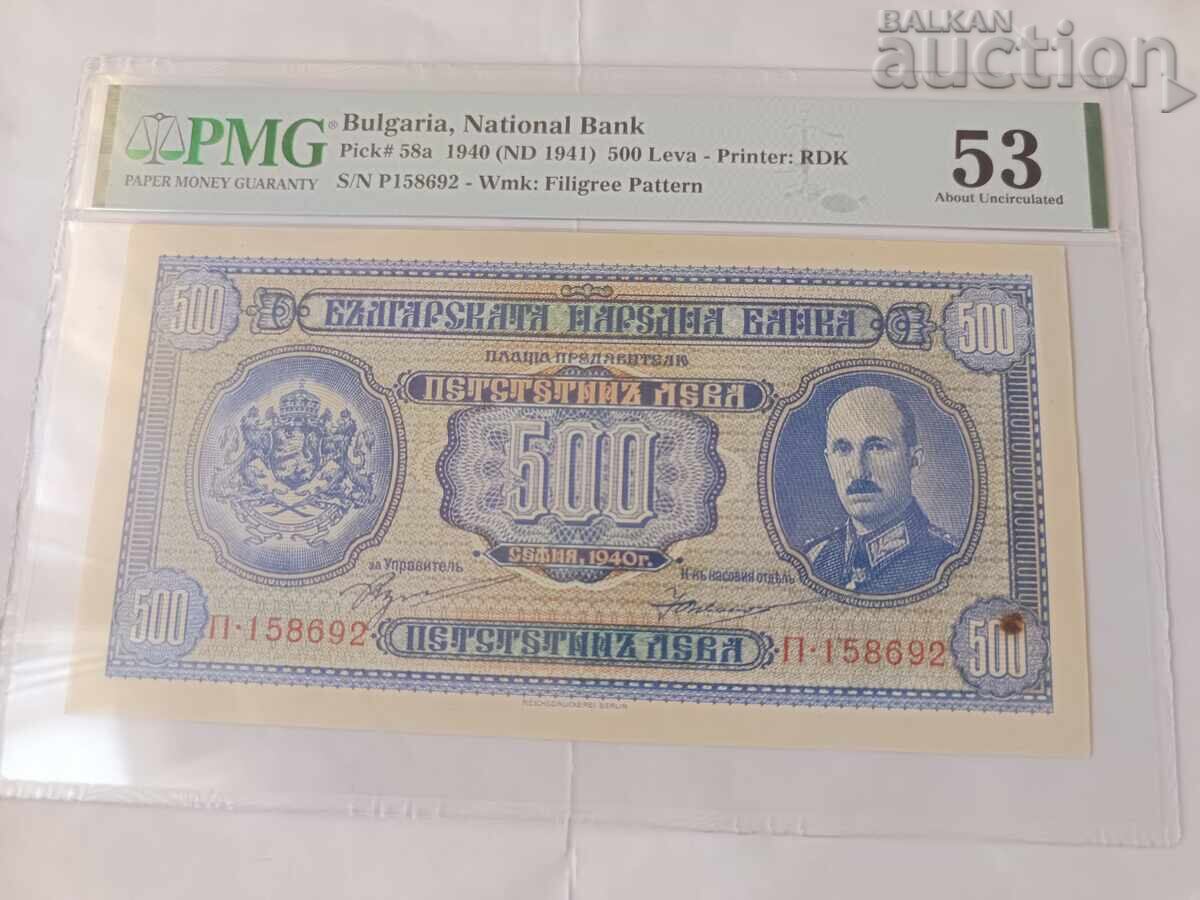 BALKAN
auction
PMG®
PAPER MONEY GUARANTY
Bulgaria, National Bank
Pick# 58a 1940 (ND 1941) 500 Leva - Printer: RDK
S/N P158692 - Wmk: Filigree Pattern
53
About Uncirculated
500 500
БЪЛГАРСКАТА НАРОДНА БАНКА
ПЛАЩА ПРЕДЯВИТЕЛЮ
ПЕТСТОТИНЪ ЛЕВА
500
СОФИЯ, 1940 г.
за Управитель
Н-къ касовия отдѣлъ
500 П·158692 П·158692 500
ПЕТСТОТИНЪ ЛЕВА
REICHSDRUCKEREI BERLIN